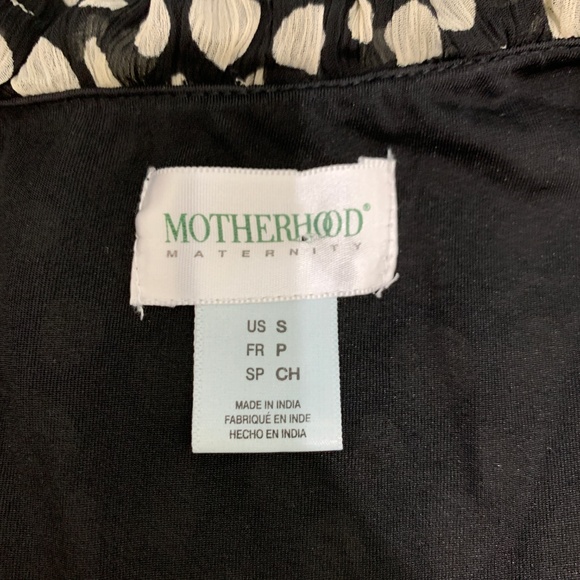 MOTHERHOOD®
MATERNITY
US S
FR P
SP CH
MADE IN INDIA
FABRIQUÉ EN INDE
HECHO EN INDIA